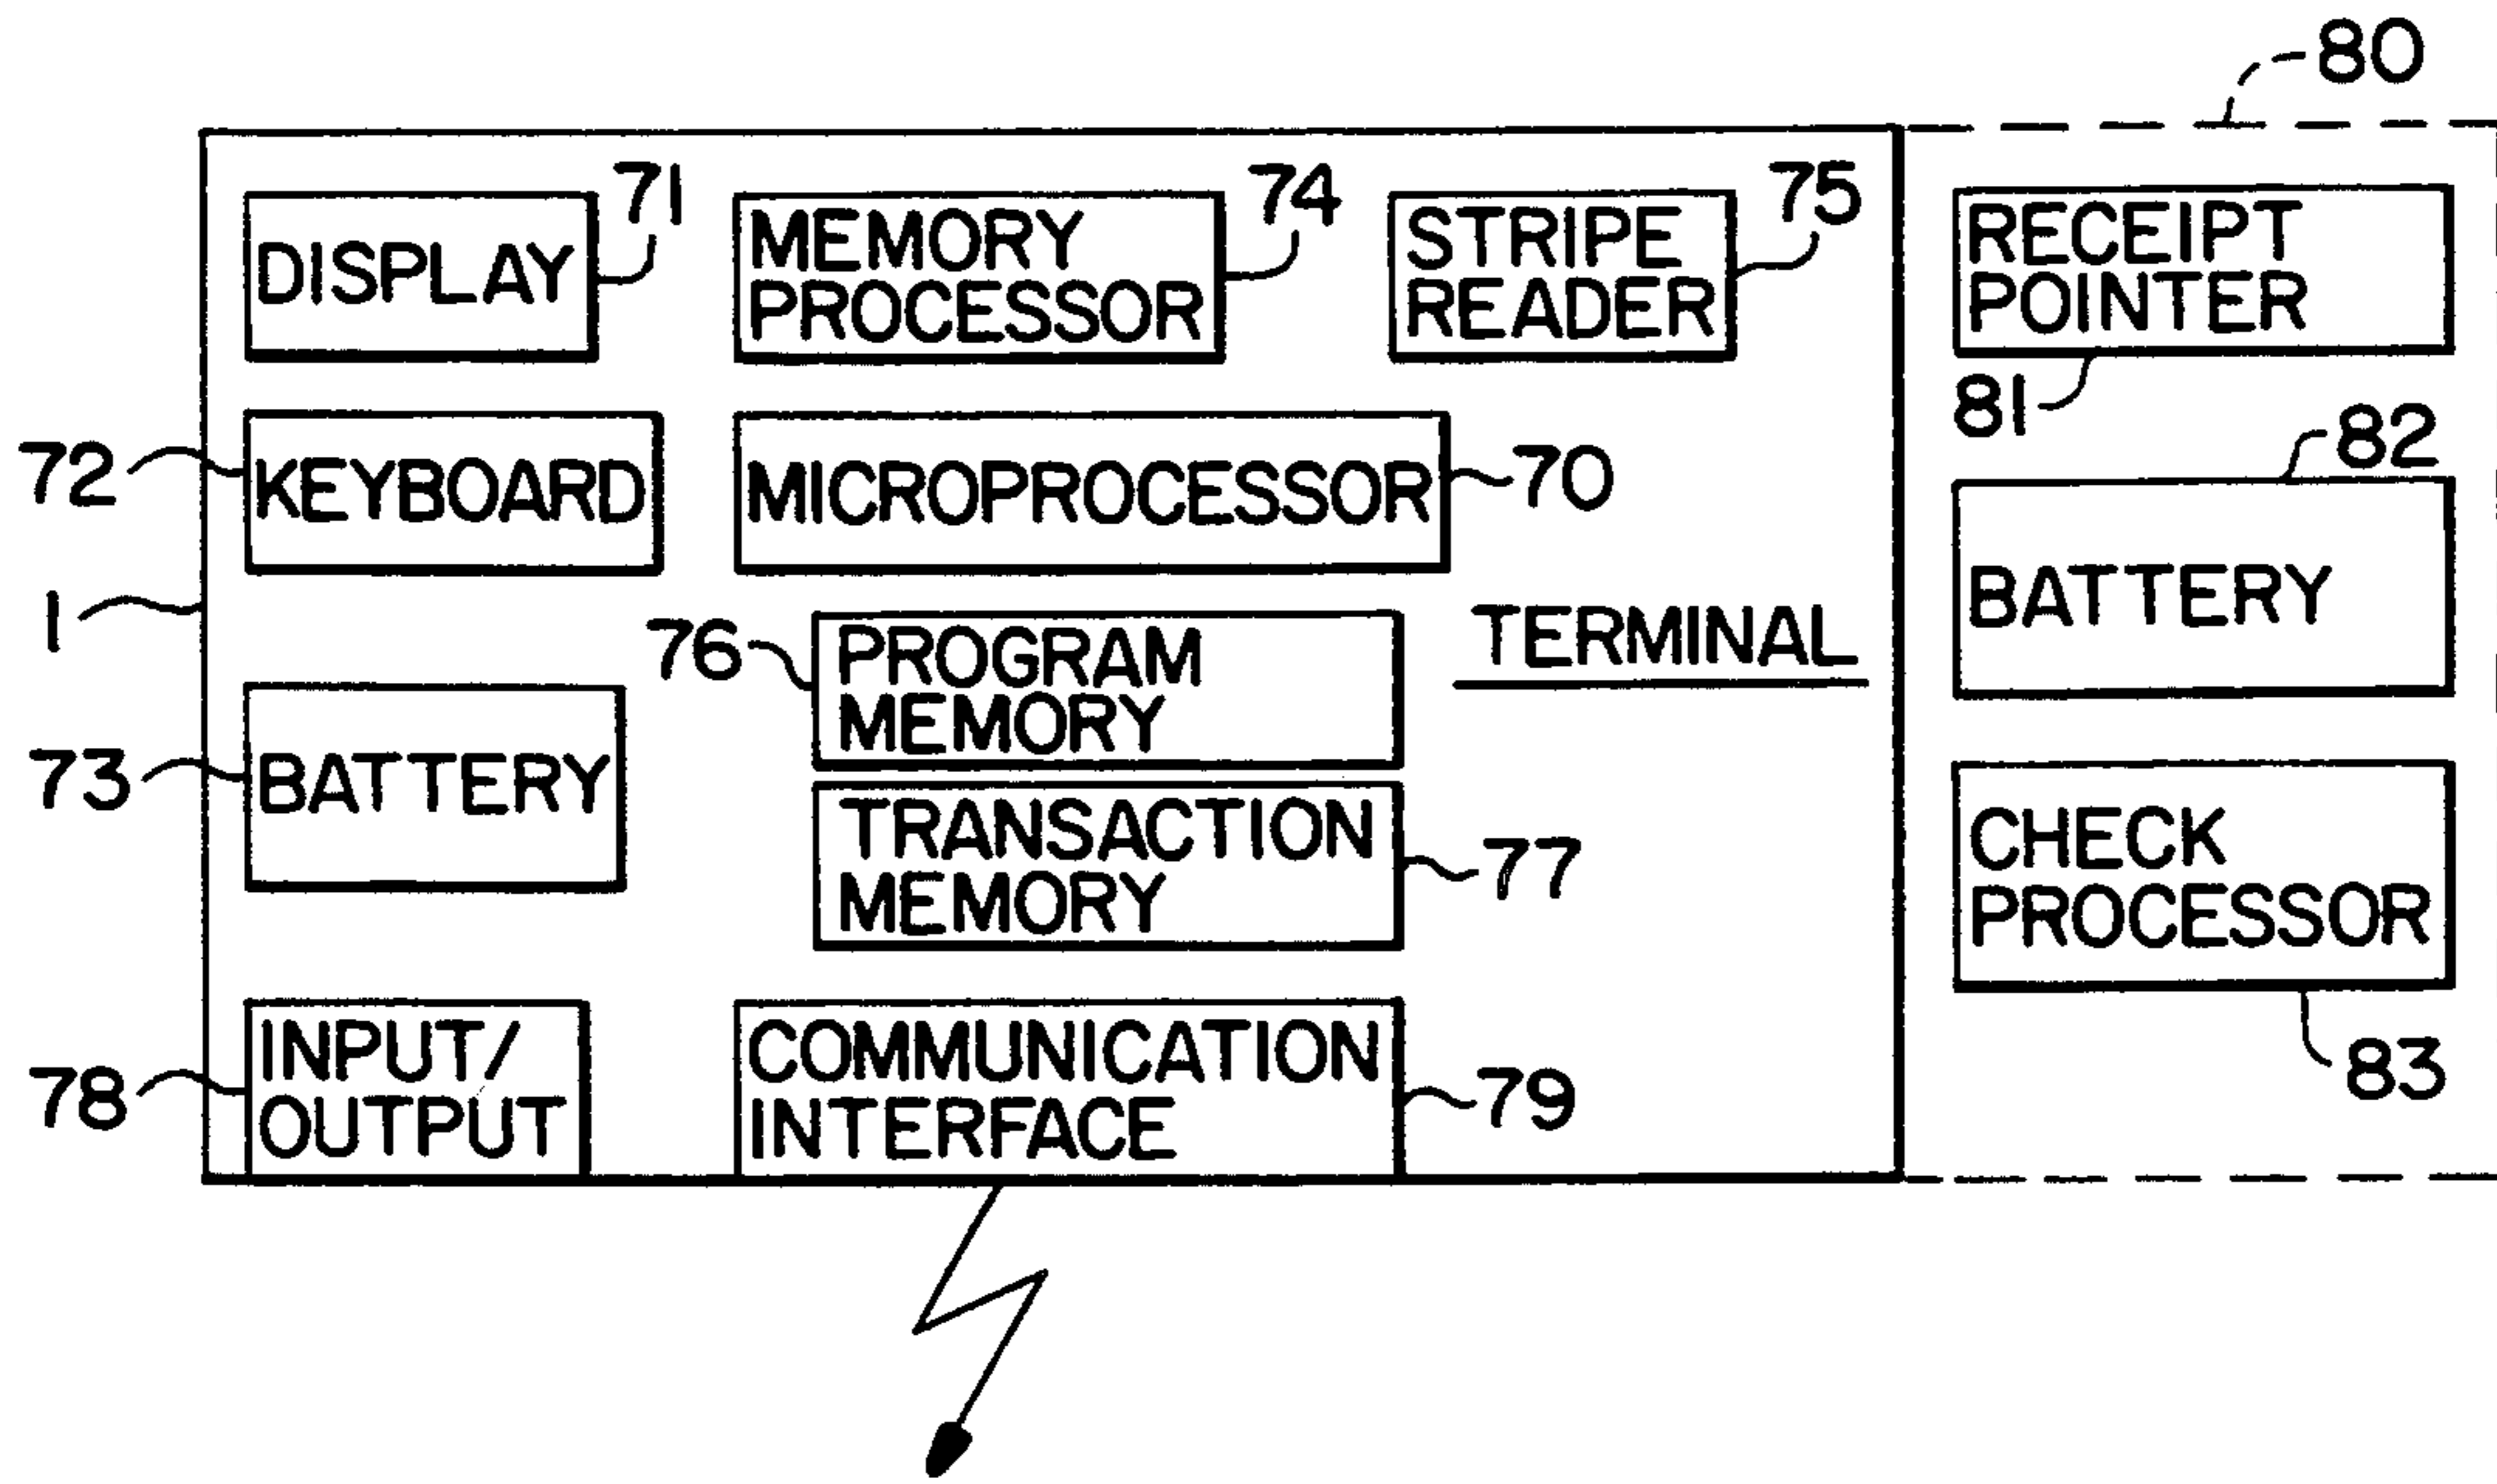 80
71
74
75
DISPLAY
MEMORY
PROCESSOR
STRIPE
READER
RECEIPT
POINTER
81
72
KEYBOARD
MICROPROCESSOR
70
82
BATTERY
1
76
PROGRAM
MEMORY
TERMINAL
73
BATTERY
TRANSACTION
MEMORY
77
CHECK
PROCESSOR
83
78
INPUT/
OUTPUT
COMMUNICATION
INTERFACE
79